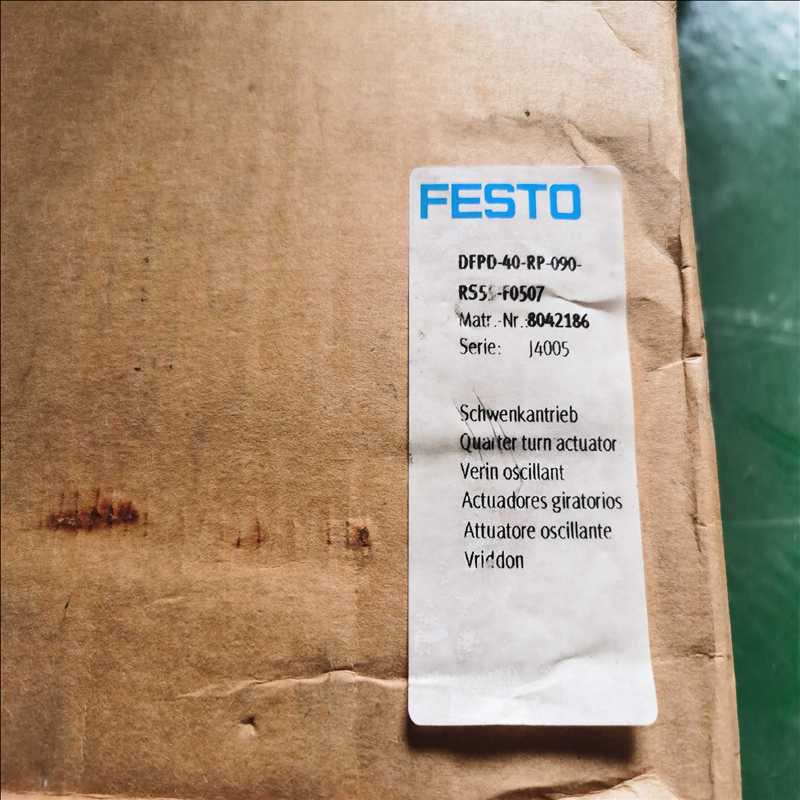 FESTO
DFPD-40-RP-090-
RS55-F0507
Matr.-Nr.:8042186
Serie: J4005
Schwenkantrieb
Quarter turn actuator
Verin oscillant
Actuadores giratorios
Attuatore oscillante
Vriddon